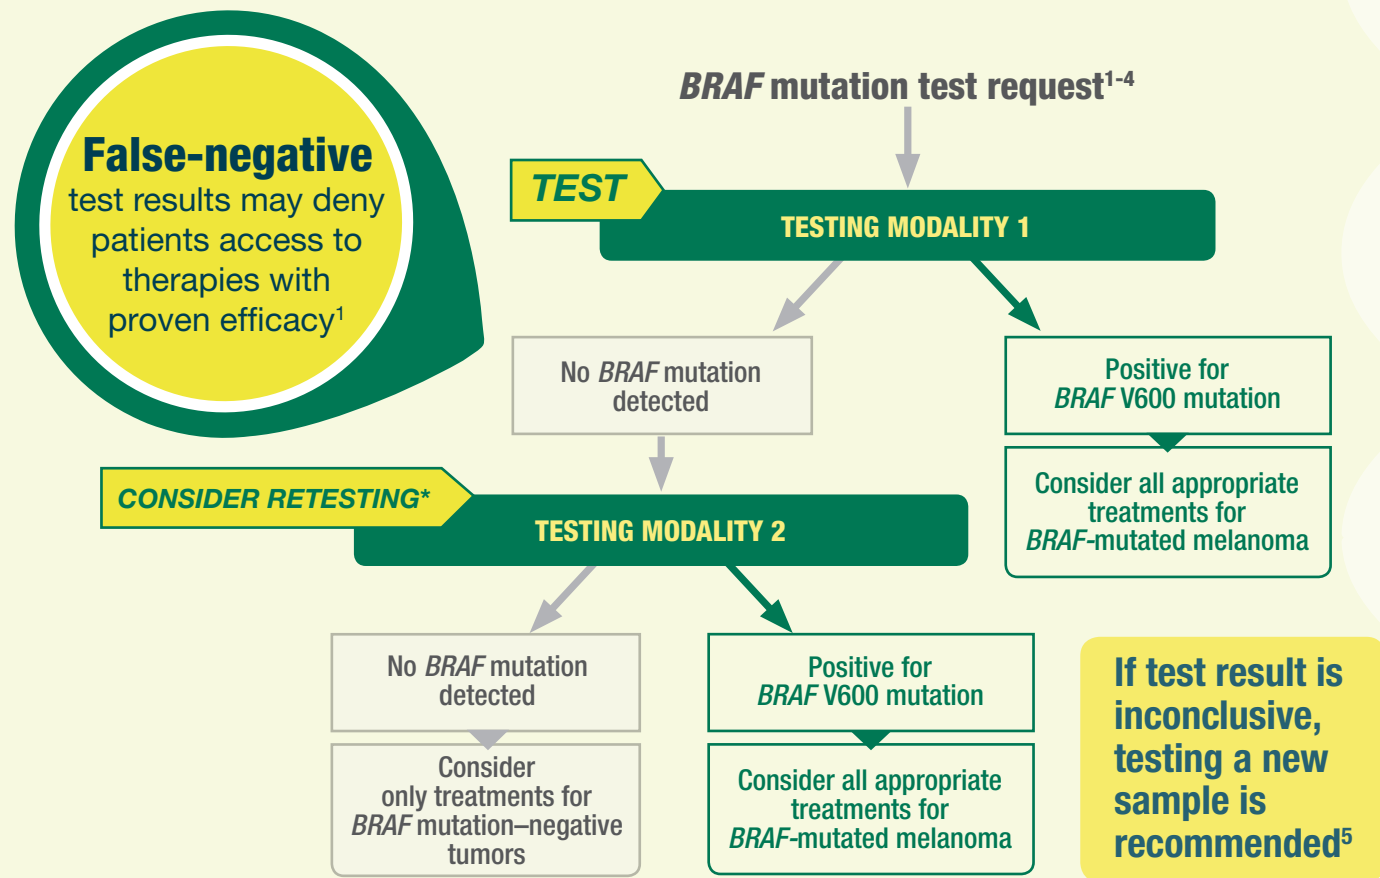 False-negative
test results may deny
patients access to
therapies with
proven efficacy1
BRAF mutation test request1-4
TEST
TESTING MODALITY 1
No BRAF mutation
detected
Positive for
BRAF V600 mutation
Consider all appropriate
treatments for
BRAF-mutated melanoma
CONSIDER RETESTING*
TESTING MODALITY 2
No BRAF mutation
detected
Consider
only treatments for
BRAF mutation–negative
tumors
Positive for
BRAF V600 mutation
Consider all appropriate
treatments for
BRAF-mutated melanoma
If test result is
inconclusive,
testing a new
sample is
recommended5